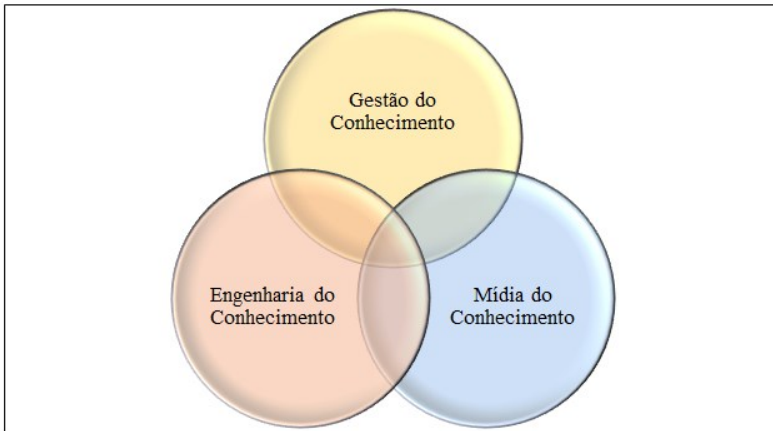 Gestão do
Conhecimento
Engenharia do
Conhecimento
Mídia do
Conhecimento